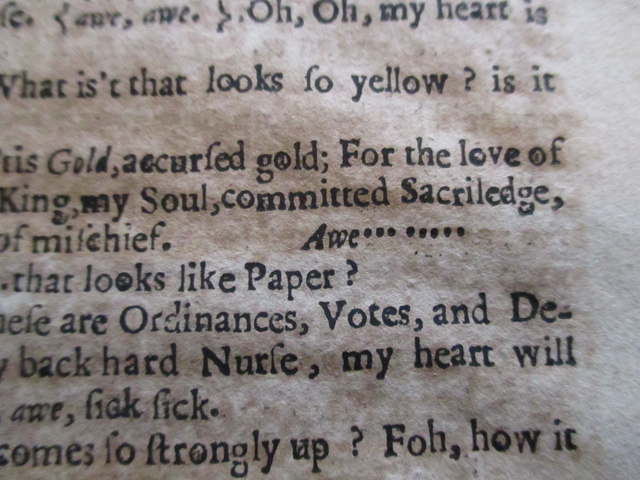 ſe. {awe, awe. }.Oh, Oh, my heart is
What is't that looks ſo yellow ? is it
'tis Gold,accurſed gold; For the love of
King,my Soul,committed Sacriledge,
of miſchief. Awe••• •••••
.that looks like Paper ?
heſe are Ordinances, Votes, and De-
y back hard Nurſe , my heart will
awe, ſick ſick.
comes ſo ſtrongly up ? Foh, how it